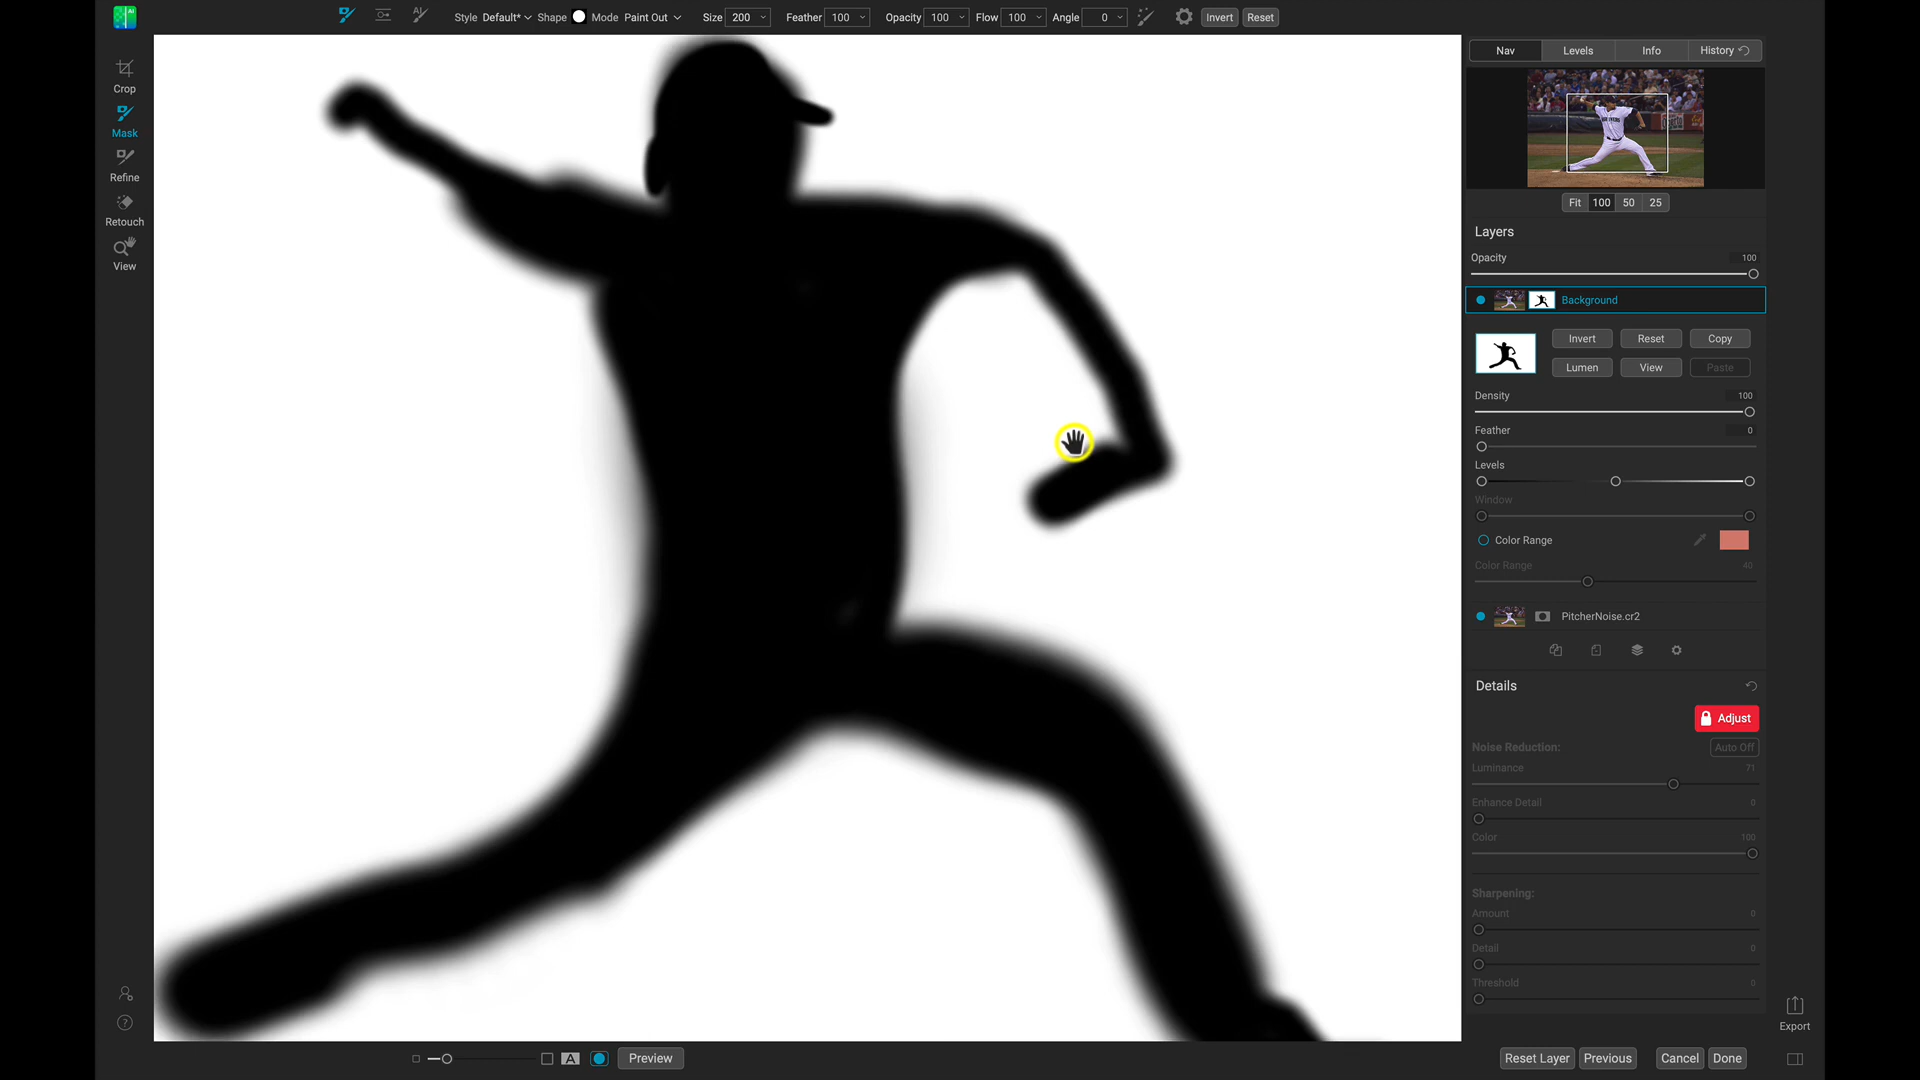 AI
Style Default* Shape Mode Paint Out Size 200 Feather 100 Opacity 100 Flow 100 Angle 0 Invert Reset
Crop
Mask
Refine
Retouch
View
Nav Levels Info History
Fit 100 50 25
Layers
Opacity 100
Background
Invert Reset Copy
Lumen View Paste
Density 100
Feather 0
Levels
Window
Color Range
Color Range 40
PitcherNoise.cr2
Details
Adjust
Noise Reduction: Auto Off
Luminance 71
Enhance Detail 0
Color 100
Sharpening:
Amount 0
Detail 0
Threshold 0
Export
A Preview Reset Layer Previous Cancel Done